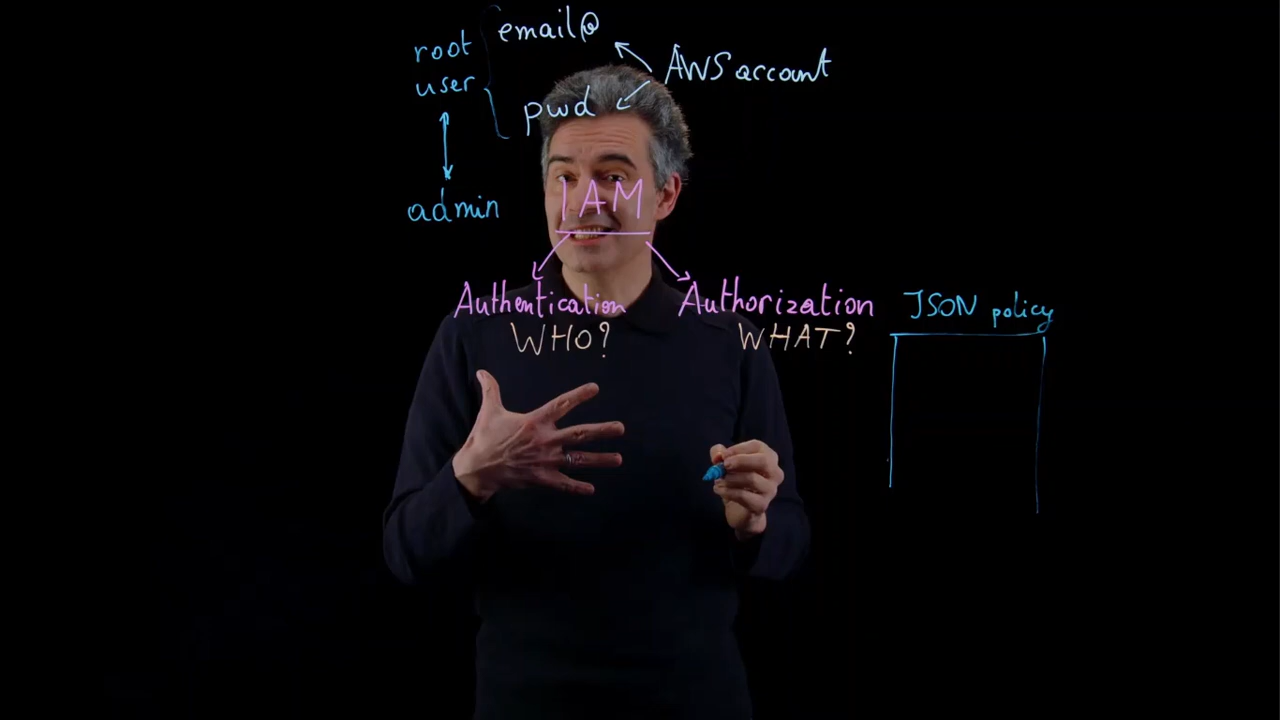 root
user
email@
pwd
AWS account
admin
IAM
Authentication
WHO?
Authorization
WHAT?
JSON policy